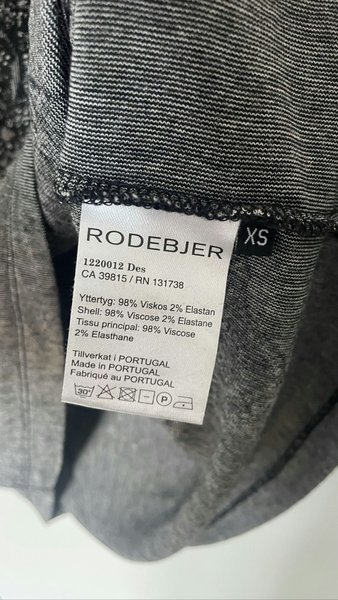 RODEBJER
XS
1220012 Des
CA 39815 / RN 131738
Yttertyg: 98% Viskos 2% Elastan
Shell: 98% Viscose 2% Elastane
Tissu principal: 98% Viscose
2% Elasthane
Tillverkat i PORTUGAL
Made in PORTUGAL
Fabriqué au PORTUGAL
30° P